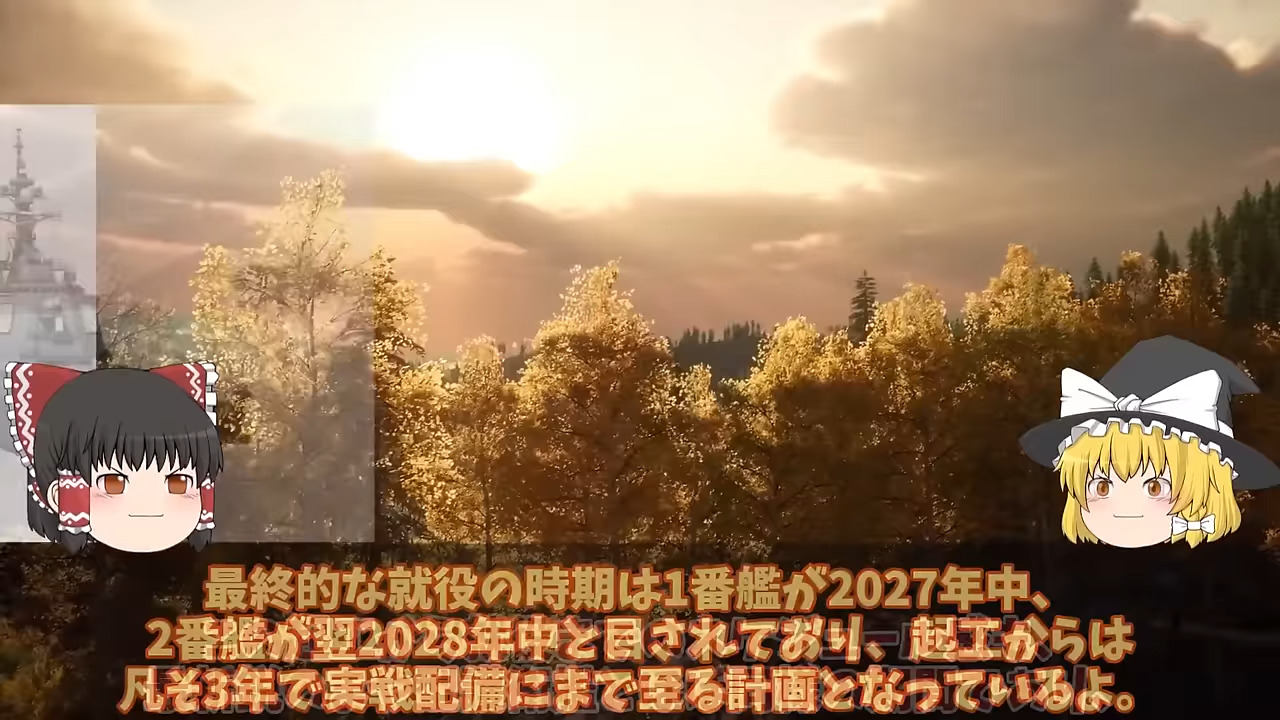 最終的な就役の時期は1番艦が2027年中、
2番艦が翌2028年中と目されており、起工からは
凡そ3年で実戦配備にまで至る計画となっているよ。